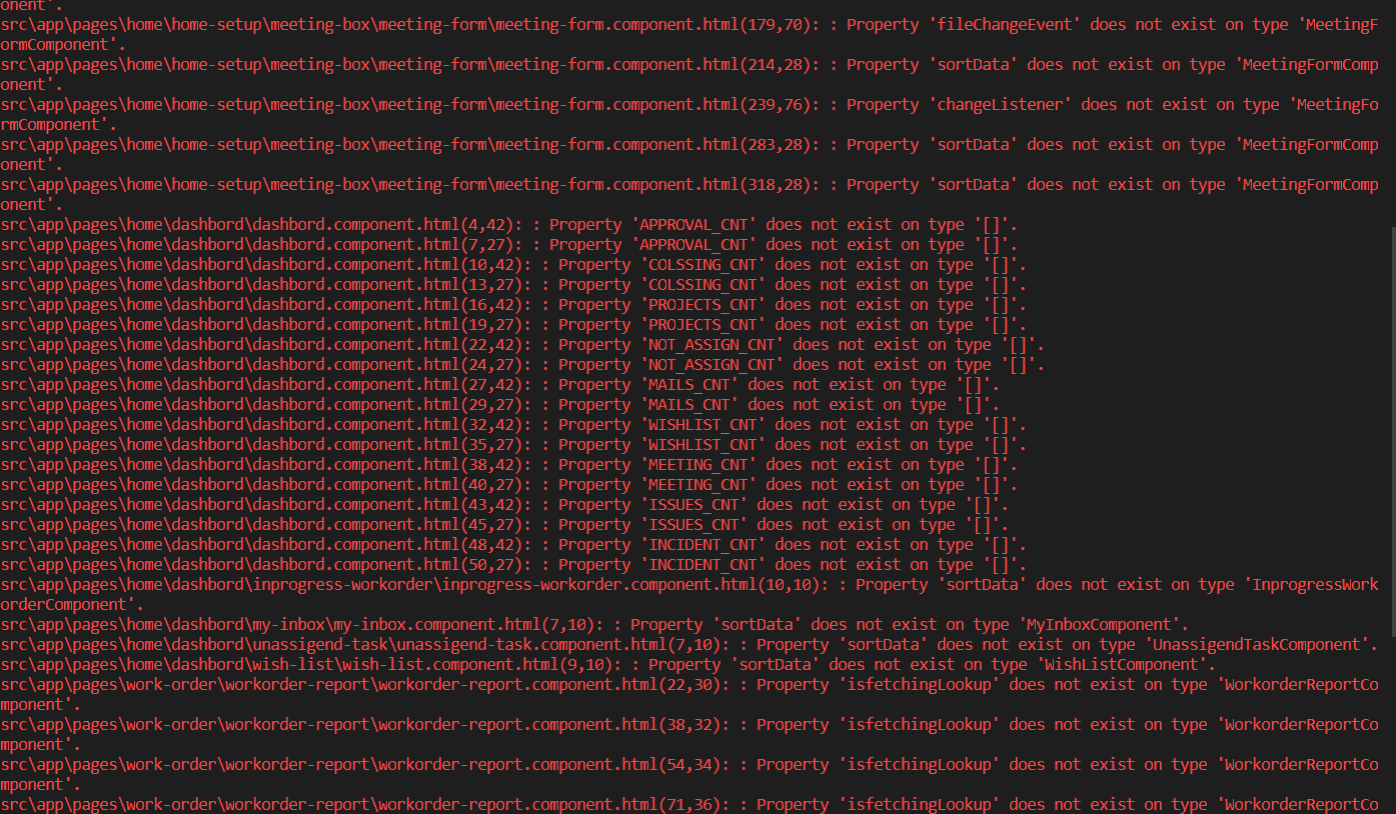 onent'.
src\app\pages\home\home-setup\meeting-box\meeting-form\meeting-form.component.html(179,70): : Property 'fileChangeEvent' does not exist on type 'MeetingF
ormComponent'.
src\app\pages\home\home-setup\meeting-box\meeting-form\meeting-form.component.html(214,28): : Property 'sortData' does not exist on type 'MeetingFormComp
onent'.
src\app\pages\home\home-setup\meeting-box\meeting-form\meeting-form.component.html(239,76): : Property 'changeListener' does not exist on type 'MeetingFo
rmComponent'.
src\app\pages\home\home-setup\meeting-box\meeting-form\meeting-form.component.html(283,28): : Property 'sortData' does not exist on type 'MeetingFormComp
onent'.
src\app\pages\home\home-setup\meeting-box\meeting-form\meeting-form.component.html(318,28): : Property 'sortData' does not exist on type 'MeetingFormComp
onent'.
src\app\pages\home\dashbord\dashbord.component.html(4,42): : Property 'APPROVAL_CNT' does not exist on type '[]'.
src\app\pages\home\dashbord\dashbord.component.html(7,27): : Property 'APPROVAL_CNT' does not exist on type '[]'.
src\app\pages\home\dashbord\dashbord.component.html(10,42): : Property 'COLSSING_CNT' does not exist on type '[]'.
src\app\pages\home\dashbord\dashbord.component.html(13,27): : Property 'COLSSING_CNT' does not exist on type '[]'.
src\app\pages\home\dashbord\dashbord.component.html(16,42): : Property 'PROJECTS_CNT' does not exist on type '[]'.
src\app\pages\home\dashbord\dashbord.component.html(19,27): : Property 'PROJECTS_CNT' does not exist on type '[]'.
src\app\pages\home\dashbord\dashbord.component.html(22,42): : Property 'NOT_ASSIGN_CNT' does not exist on type '[]'.
src\app\pages\home\dashbord\dashbord.component.html(24,27): : Property 'NOT_ASSIGN_CNT' does not exist on type '[]'.
src\app\pages\home\dashbord\dashbord.component.html(27,42): : Property 'MAILS_CNT' does not exist on type '[]'.
src\app\pages\home\dashbord\dashbord.component.html(29,27): : Property 'MAILS_CNT' does not exist on type '[]'.
src\app\pages\home\dashbord\dashbord.component.html(32,42): : Property 'WISHLIST_CNT' does not exist on type '[]'.
src\app\pages\home\dashbord\dashbord.component.html(35,27): : Property 'WISHLIST_CNT' does not exist on type '[]'.
src\app\pages\home\dashbord\dashbord.component.html(38,42): : Property 'MEETING_CNT' does not exist on type '[]'.
src\app\pages\home\dashbord\dashbord.component.html(40,27): : Property 'MEETING_CNT' does not exist on type '[]'.
src\app\pages\home\dashbord\dashbord.component.html(43,42): : Property 'ISSUES_CNT' does not exist on type '[]'.
src\app\pages\home\dashbord\dashbord.component.html(45,27): : Property 'ISSUES_CNT' does not exist on type '[]'.
src\app\pages\home\dashbord\dashbord.component.html(48,42): : Property 'INCIDENT_CNT' does not exist on type '[]'.
src\app\pages\home\dashbord\dashbord.component.html(50,27): : Property 'INCIDENT_CNT' does not exist on type '[]'.
src\app\pages\home\dashbord\inprogress-workorder\inprogress-workorder.component.html(10,10): : Property 'sortData' does not exist on type 'InprogressWork
orderComponent'.
src\app\pages\home\dashbord\my-inbox\my-inbox.component.html(7,10): : Property 'sortData' does not exist on type 'MyInboxComponent'.
src\app\pages\home\dashbord\unassigend-task\unassigend-task.component.html(7,10): : Property 'sortData' does not exist on type 'UnassigendTaskComponent'.
src\app\pages\home\dashbord\wish-list\wish-list.component.html(9,10): : Property 'sortData' does not exist on type 'WishListComponent'.
src\app\pages\work-order\workorder-report\workorder-report.component.html(22,30): : Property 'isfetchingLookup' does not exist on type 'WorkorderReportCo
mponent'.
src\app\pages\work-order\workorder-report\workorder-report.component.html(38,32): : Property 'isfetchingLookup' does not exist on type 'WorkorderReportCo
mponent'.
src\app\pages\work-order\workorder-report\workorder-report.component.html(54,34): : Property 'isfetchingLookup' does not exist on type 'WorkorderReportCo
mponent'.
src\app\pages\work-order\workorder-report\workorder-report.component.html(71,36): : Property 'isfetchingLookup' does not exist on type 'WorkorderReportCo